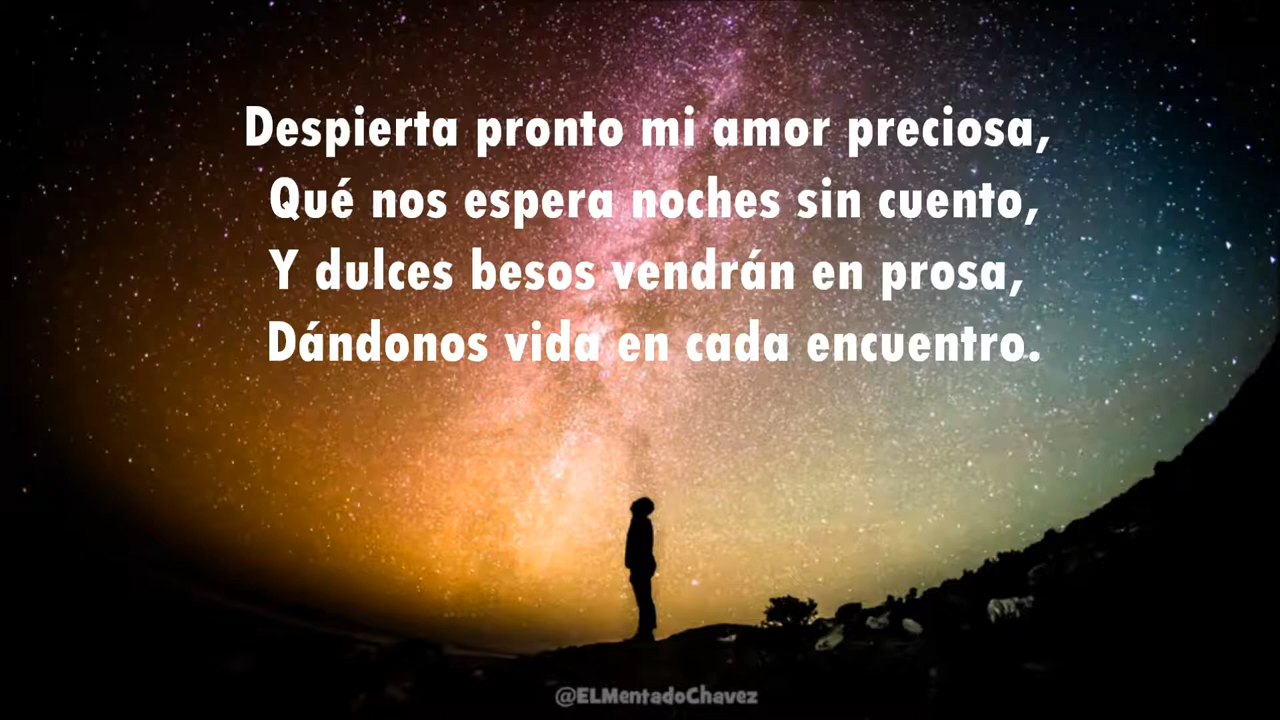 Despierta pronto mi amor preciosa,
Qué nos espera noches sin cuento,
Y dulces besos vendrán en prosa,
Dándonos vida en cada encuentro.
@ELMentadoChavez